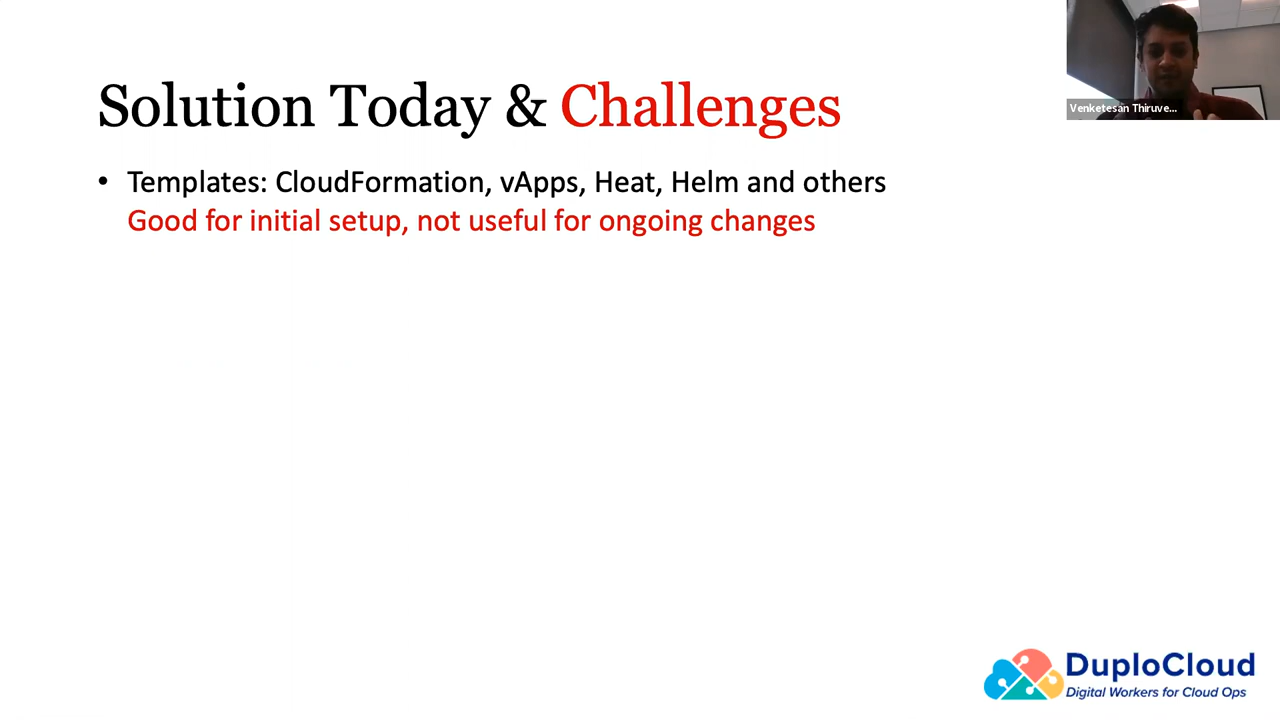 Venketesan Thiruve...
Solution Today & Challenges
• Templates: CloudFormation, vApps, Heat, Helm and others
Good for initial setup, not useful for ongoing changes
DuploCloud
Digital Workers for Cloud Ops